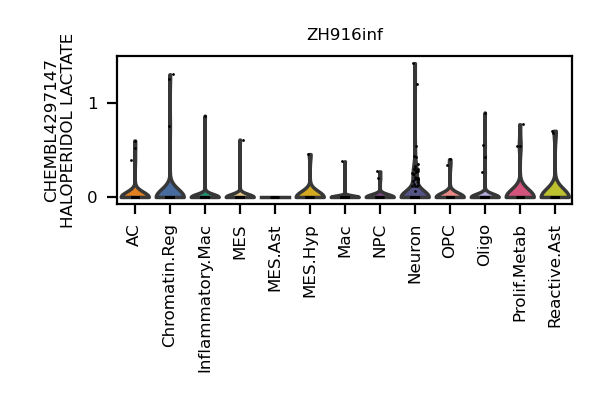 ZH916inf
CHEMBL4297147
HALOPERIDOL LACTATE
1
0
AC
Chromatin.Reg
Inflammatory.Mac
MES
MES.Ast
MES.Hyp
Mac
NPC
Neuron
OPC
Oligo
Prolif.Metab
Reactive.Ast